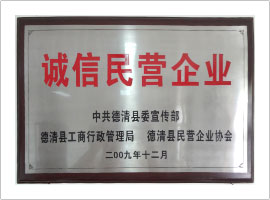 诚信民营企业
中共德清县委宣传部
德清县工商行政管理局 德清县民营企业协会
二00九年十二月